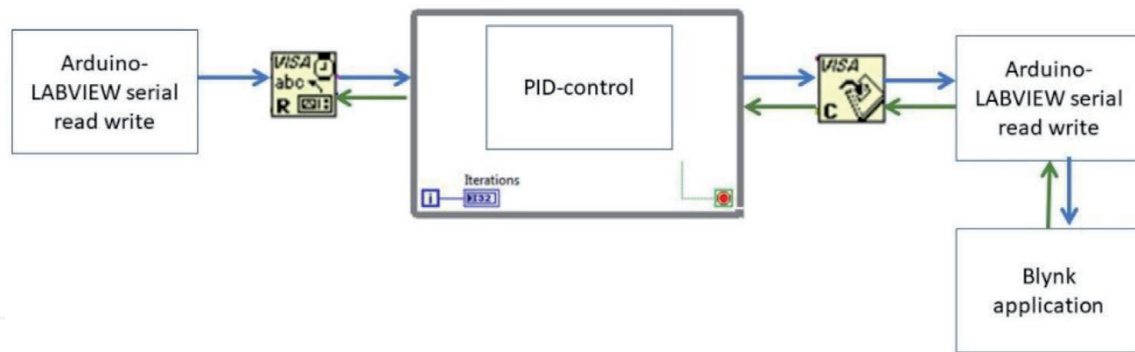 Arduino-
LABVIEW serial
read write
VISA
abc
R
PID-control
Iterations
i
I32
VISA
C
Arduino-
LABVIEW serial
read write
Blynk
application